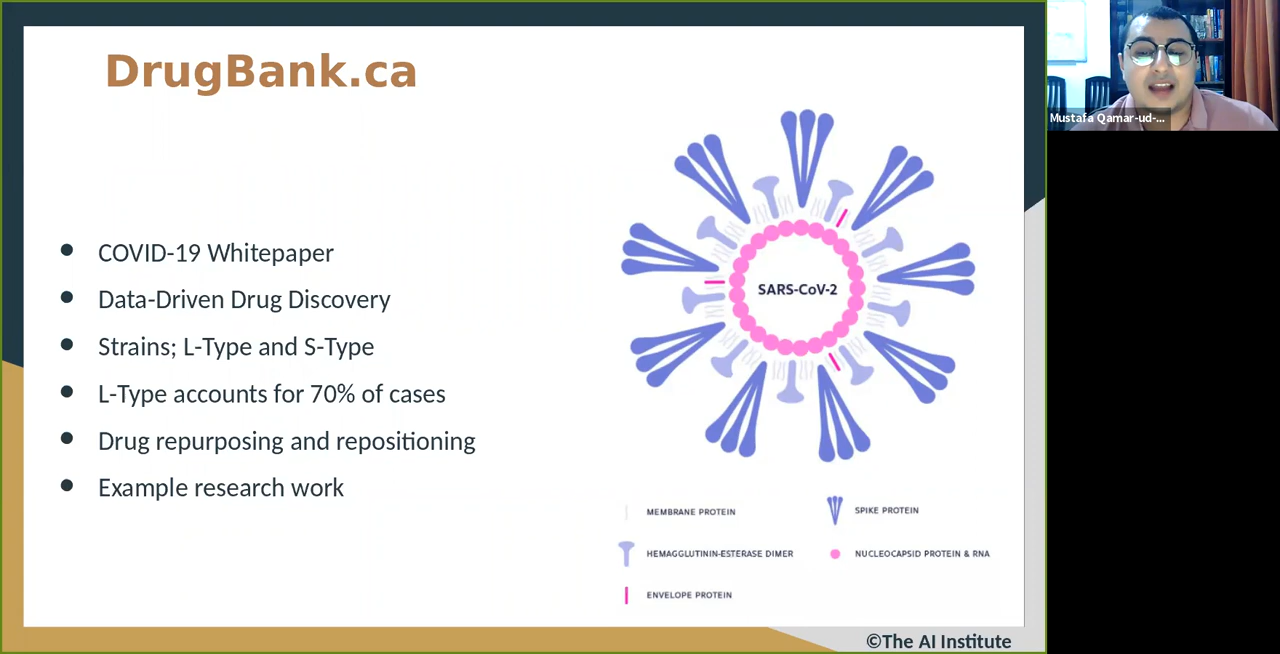 DrugBank.ca
Mustafa Qamar-ud-...
COVID-19 Whitepaper
Data-Driven Drug Discovery
Strains; L-Type and S-Type
L-Type accounts for 70% of cases
Drug repurposing and repositioning
Example research work
SARS-CoV-2
MEMBRANE PROTEIN
SPIKE PROTEIN
HEMAGGLUTININ-ESTERASE DIMER
NUCLEOCAPSID PROTEIN & RNA
ENVELOPE PROTEIN
©The AI Institute